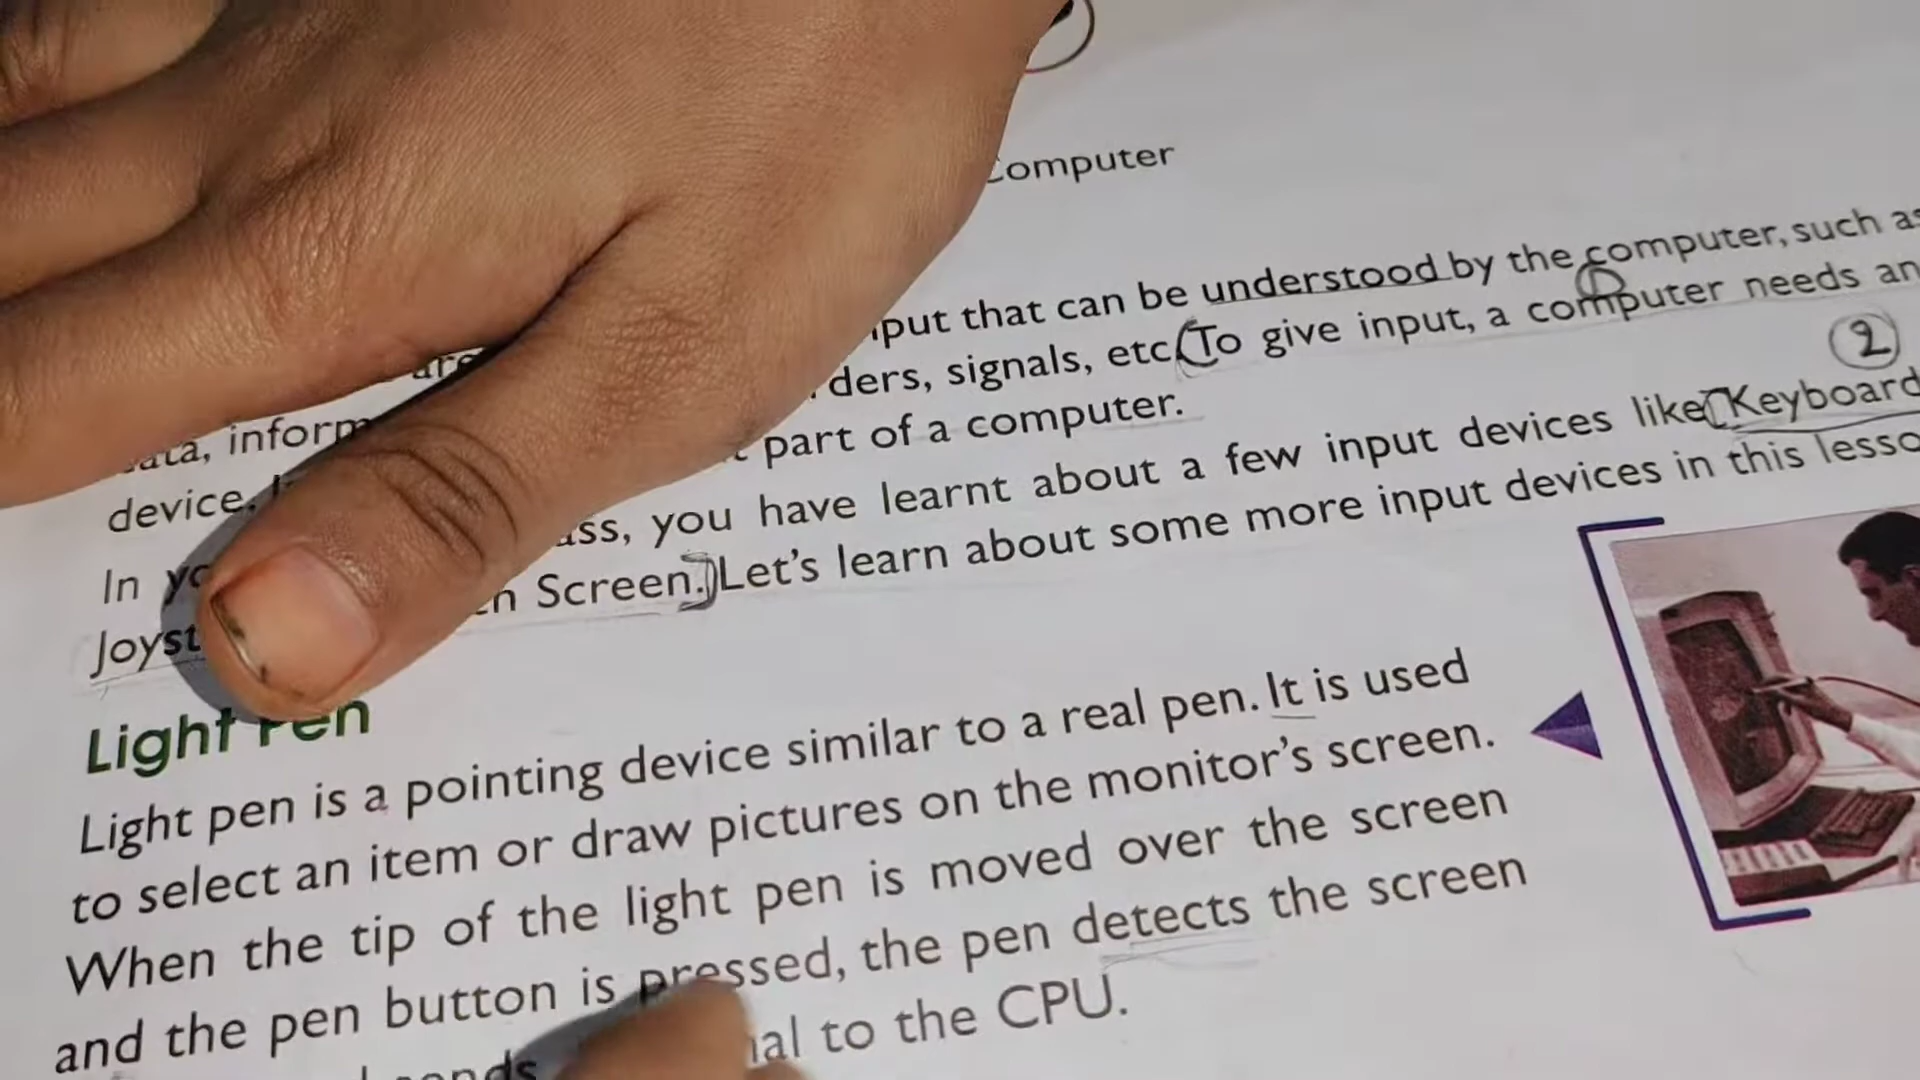 Computer
put that can be understood by the computer, such as
data, inform ders, signals, etc. To give input, a computer needs an
device. part of a computer.
2
In ass, you have learnt about a few input devices like Keyboard
Joyst Screen. Let's learn about some more input devices in this lesso
Light Pen
Light pen is a pointing device similar to a real pen. It is used
to select an item or draw pictures on the monitor's screen.
When the tip of the light pen is moved over the screen
and the pen button is pressed, the pen detects the screen
to the CPU.